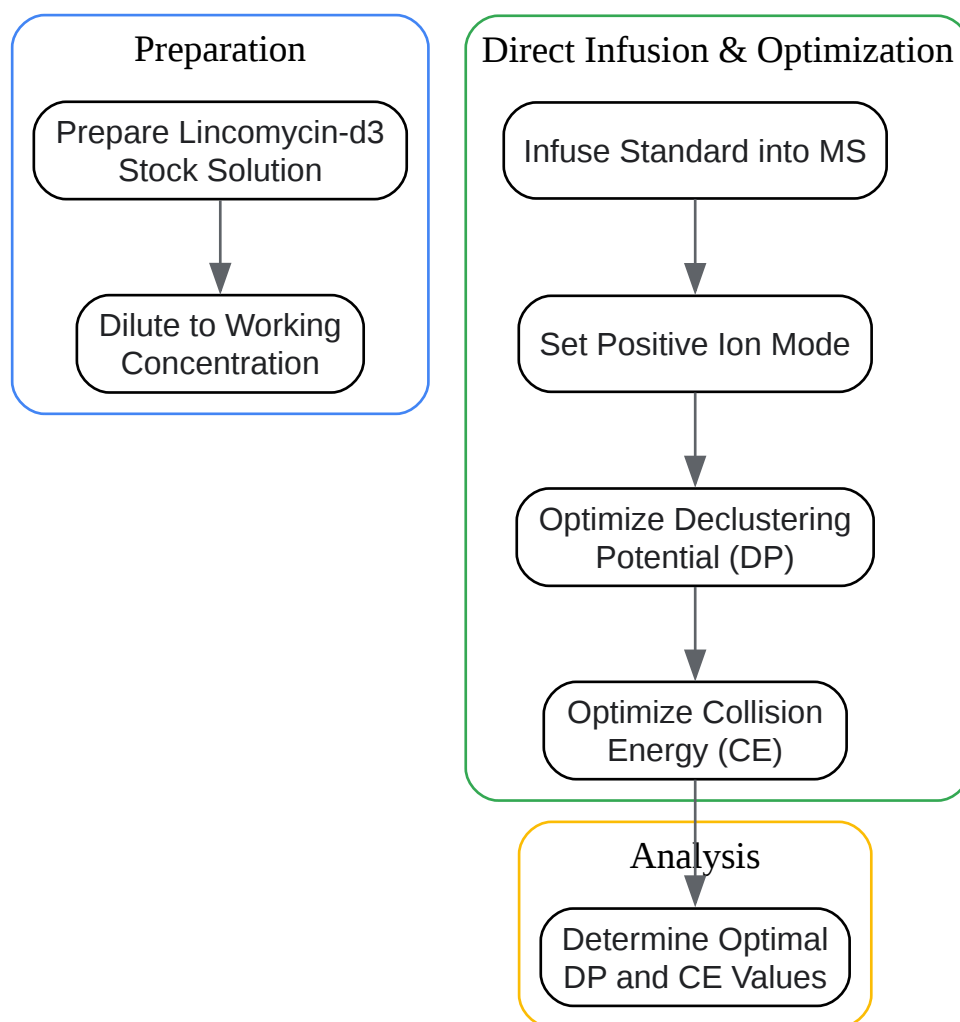 Preparation
Prepare Lincomycin-d3
Stock Solution
Dilute to Working
Concentration
Direct Infusion & Optimization
Infuse Standard into MS
Set Positive Ion Mode
Optimize Declustering
Potential (DP)
Optimize Collision
Energy (CE)
Analysis
Determine Optimal
DP and CE Values